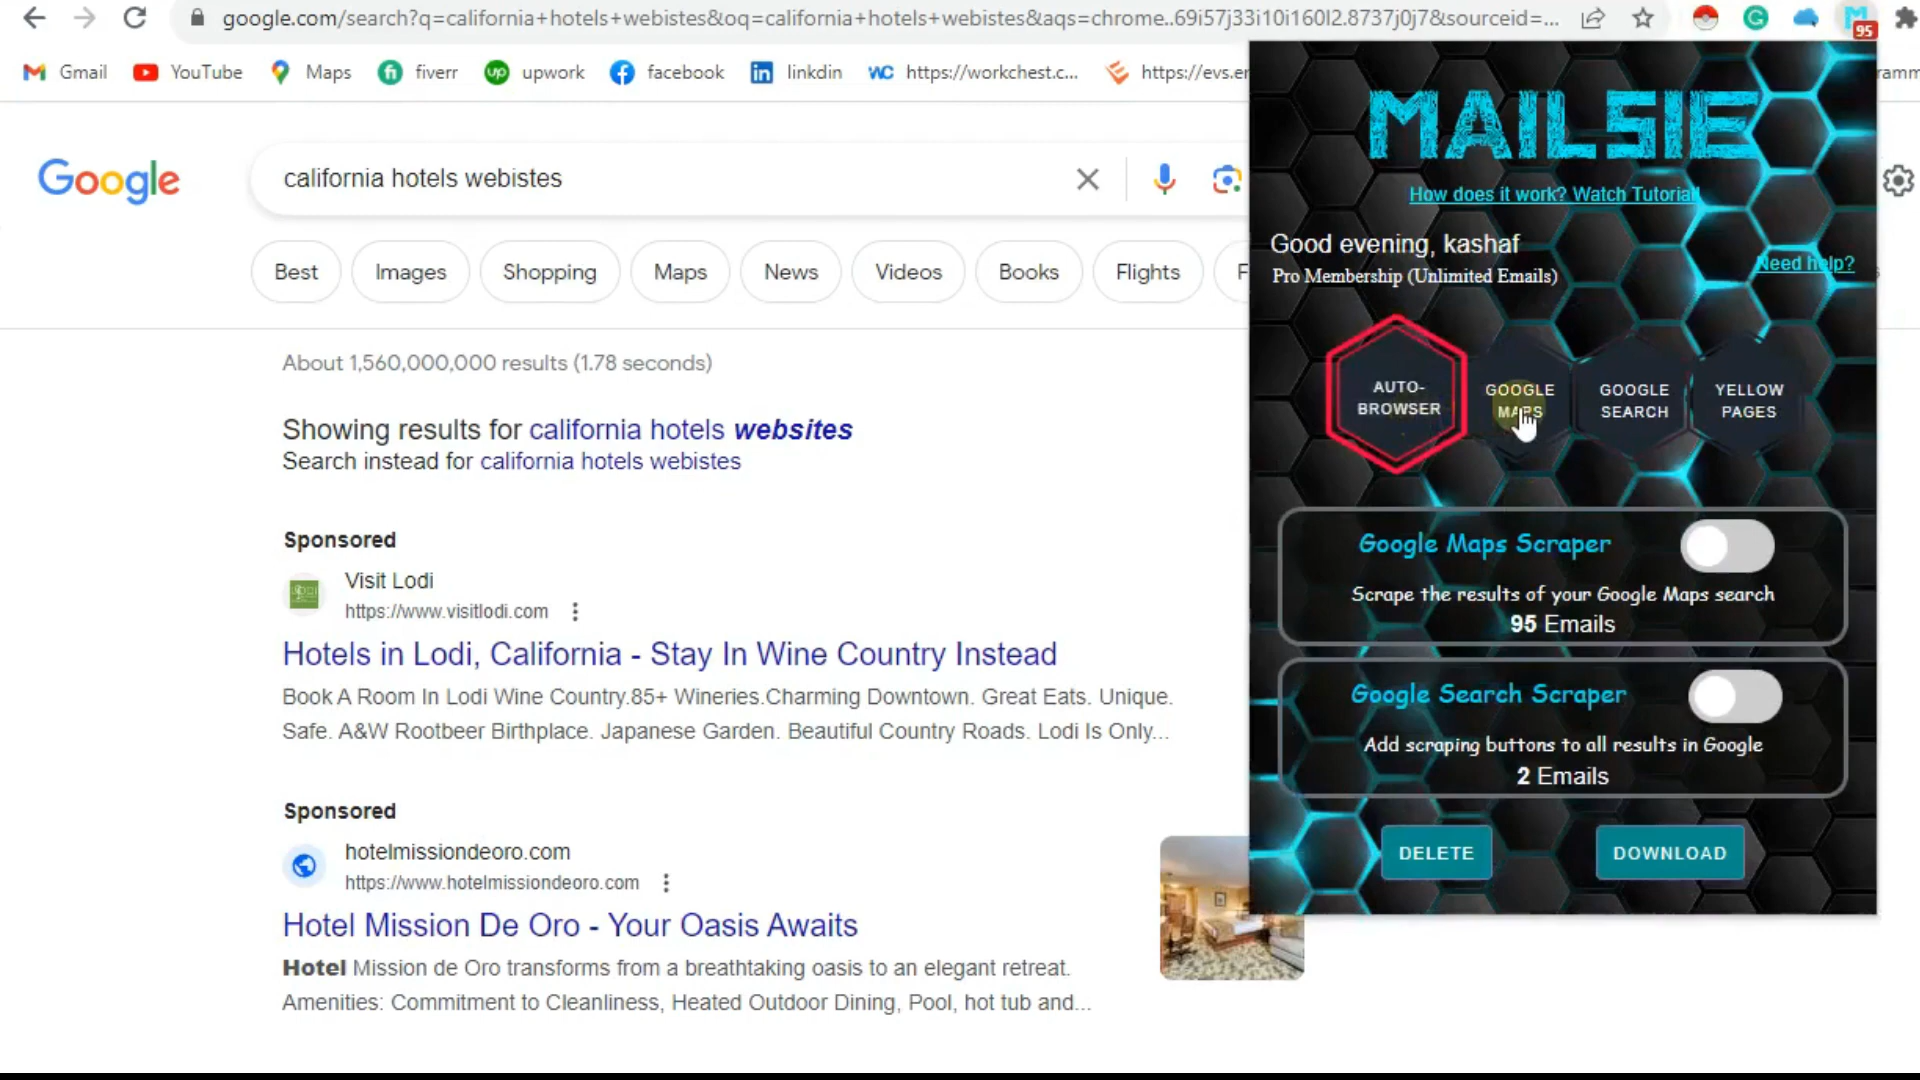 google.com/search?q=california+hotels+webistes&oq=california+hotels+webistes&aqs=chrome..69i57j33i10i160l2.8737j0j7&sourceid=...
95
Gmail
YouTube
Maps
fiverr
upwork
facebook
linkdin
https://workchest.c...
https://evs.er
ramm
Google
california hotels webistes
Best
Images
Shopping
Maps
News
Videos
Books
Flights
F
About 1,560,000,000 results (1.78 seconds)
Showing results for california hotels websites
Search instead for california hotels webistes
Sponsored
Visit Lodi
https://www.visitlodi.com
Hotels in Lodi, California - Stay In Wine Country Instead
Book A Room In Lodi Wine Country.85+ Wineries.Charming Downtown. Great Eats. Unique.
Safe. A&W Rootbeer Birthplace. Japanese Garden. Beautiful Country Roads. Lodi Is Only...
Sponsored
hotelmissiondeoro.com
https://www.hotelmissiondeoro.com
Hotel Mission De Oro - Your Oasis Awaits
Hotel Mission de Oro transforms from a breathtaking oasis to an elegant retreat.
Amenities: Commitment to Cleanliness, Heated Outdoor Dining, Pool, hot tub and...
MAILSIE
How does it work? Watch Tutorial!
Good evening, kashaf
Pro Membership (Unlimited Emails)
Need help?
AUTO-
BROWSER
GOOGLE
MAPS
GOOGLE
SEARCH
YELLOW
PAGES
Google Maps Scraper
Scrape the results of your Google Maps search
95 Emails
Google Search Scraper
Add scraping buttons to all results in Google
2 Emails
DELETE
DOWNLOAD